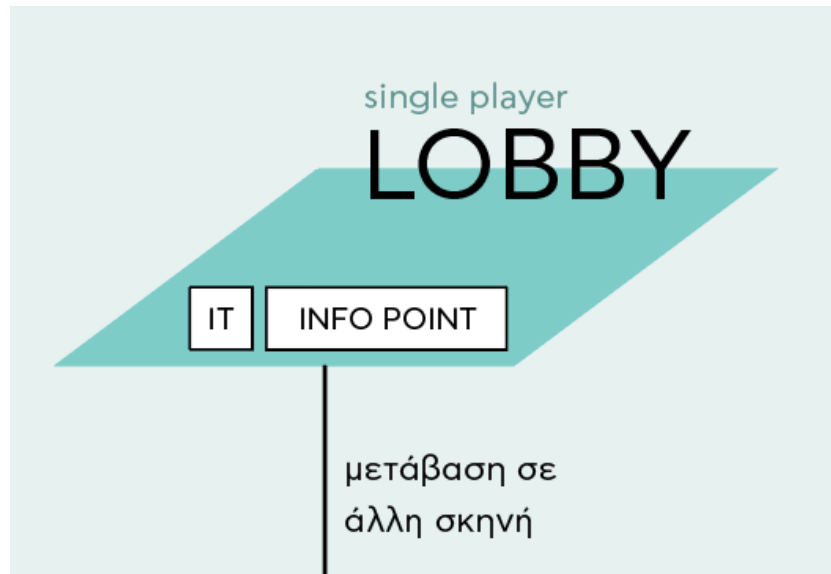 single player
LOBBY
IT
INFO POINT
μετάβαση σε
άλλη σκηνή